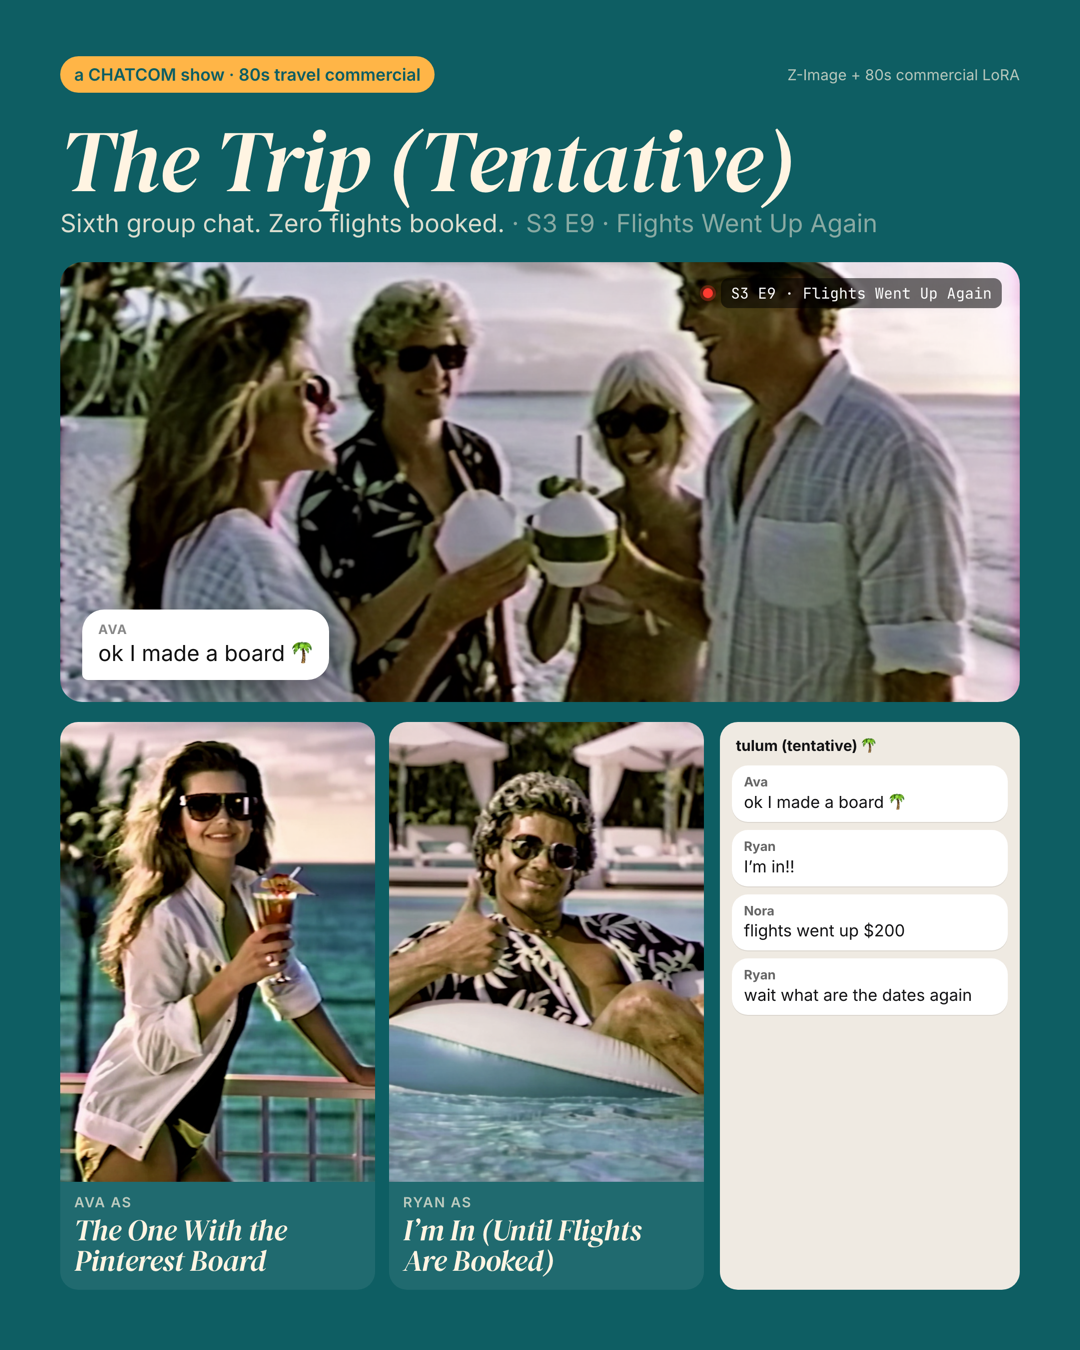 a CHATCOM show · 80s travel commercial
Z-Image + 80s commercial LoRA
The Trip (Tentative)
Sixth group chat. Zero flights booked. · S3 E9 · Flights Went Up Again
S3 E9 · Flights Went Up Again
AVA
ok I made a board 🌴
AVA AS
The One With the
Pinterest Board
RYAN AS
I’m In (Until Flights
Are Booked)
tulum (tentative) 🌴
Ava
ok I made a board 🌴
Ryan
I’m in!!
Nora
flights went up $200
Ryan
wait what are the dates again